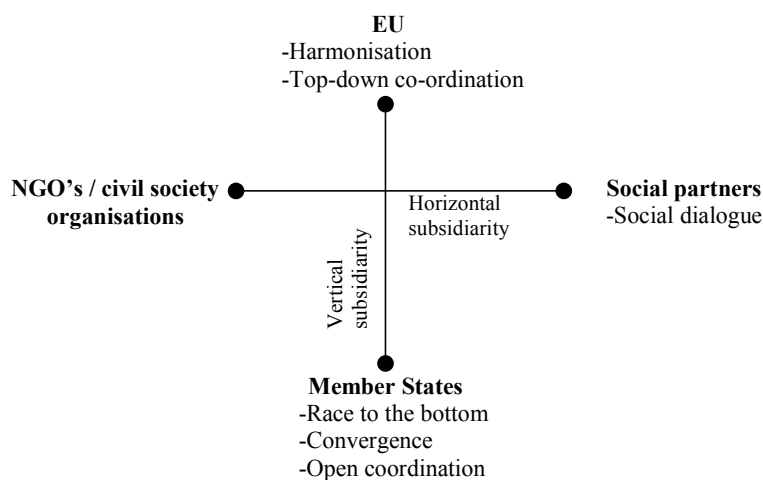 EU
-Harmonisation
-Top-down co-ordination
NGO's / civil society
organisations
Horizontal
subsidiarity
Social partners
-Social dialogue
Vertical
subsidiarity
Member States
-Race to the bottom
-Convergence
-Open coordination